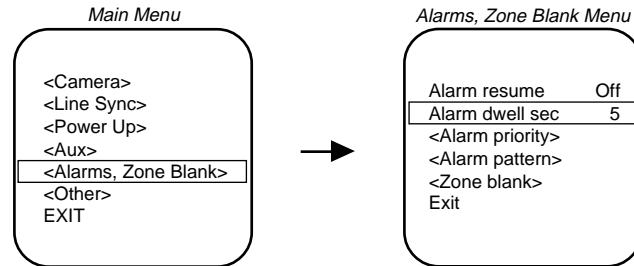 Main Menu
<Camera>
<Line Sync>
<Power Up>
<Aux>
<Alarms, Zone Blank>
<Other>
EXIT
Alarms, Zone Blank Menu
Alarm resume Off
Alarm dwell sec 5
<Alarm priority>
<Alarm pattern>
<Zone blank>
Exit